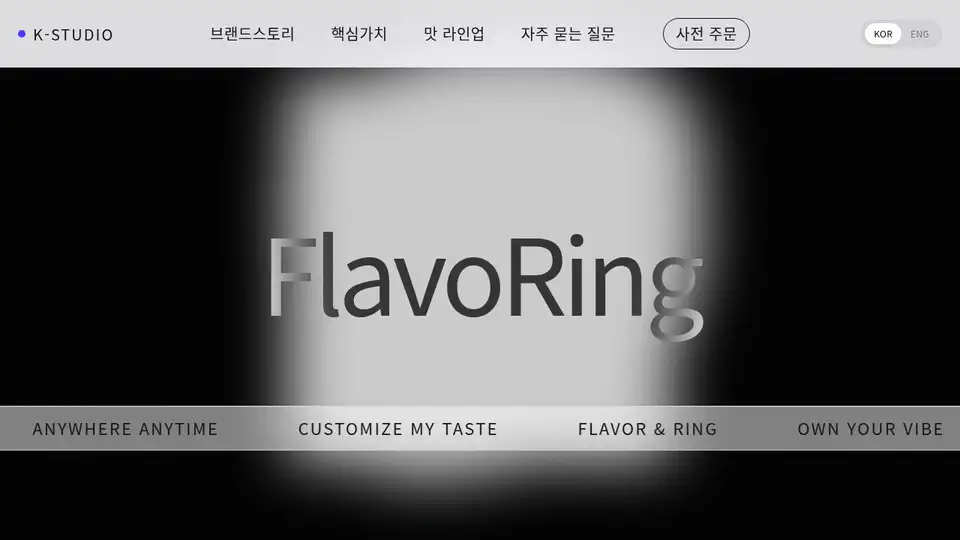 K-STUDIO 브랜드스토리 핵심가치 맛 라인업 자주 묻는 질문 사전 주문 KOR ENG
FlavoRing
ANYWHERE ANYTIME CUSTOMIZE MY TASTE FLAVOR & RING OWN YOUR VIBE